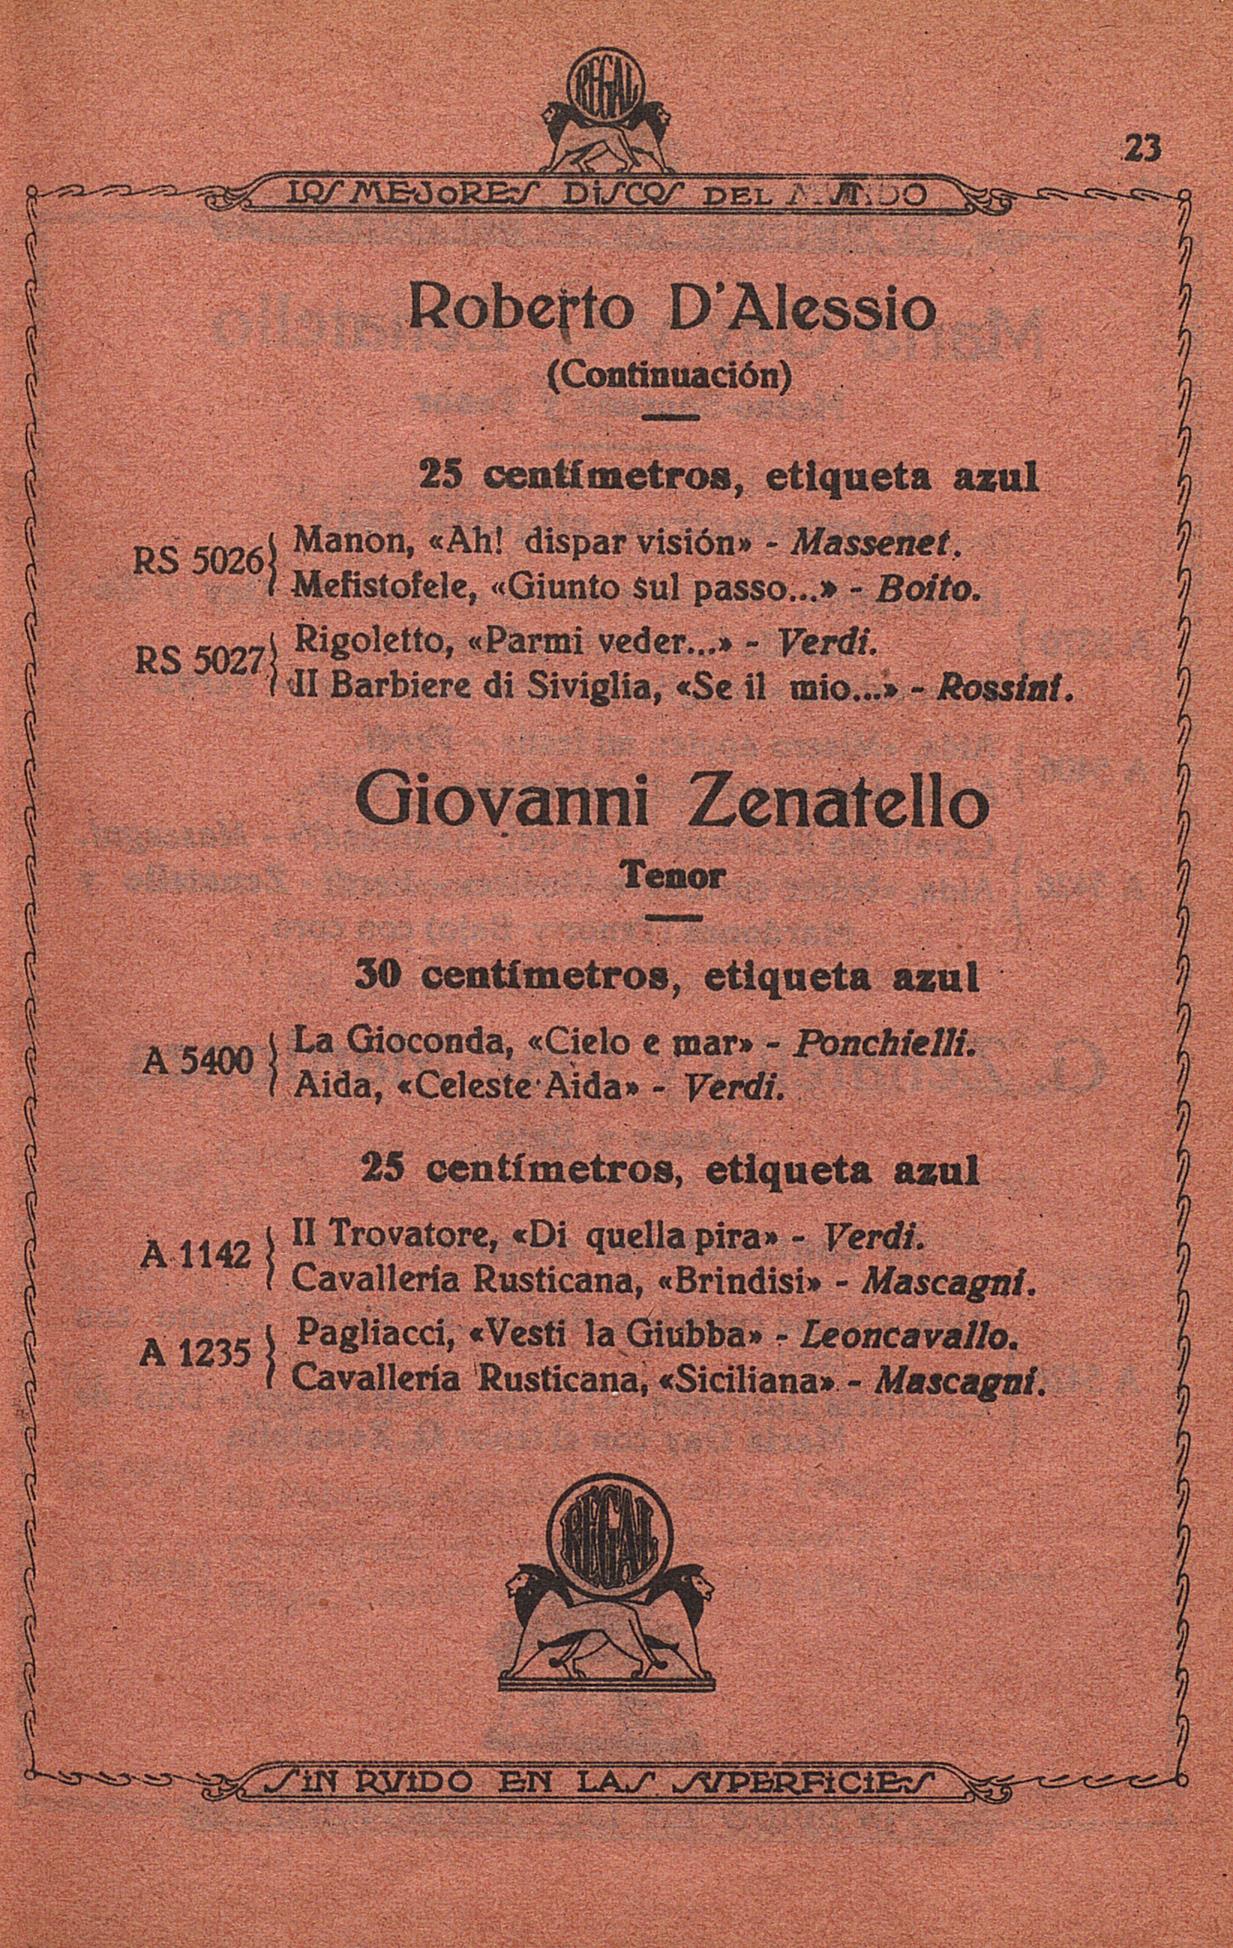 REGAL
23
LOS MEJORES DISCOS DEL MUNDO
Roberto D'Alessio
(Continuación)
25 centímetros, etiqueta azul
RS 5026 { Manon, «Ah! dispar visión» - Massenet.
Mefistofele, «Giunto sul passo...» - Boito.
RS 5027 { Rigoletto, «Parmi veder...» - Verdi.
Il Barbiere di Siviglia, «Se il mio...» - Rossini.
Giovanni Zenatello
Tenor
30 centímetros, etiqueta azul
A 5400 { La Gioconda, «Cielo e mar» - Ponchielli.
Aida, «Celeste Aida» - Verdi.
25 centímetros, etiqueta azul
A 1142 { Il Trovatore, «Di quella pira» - Verdi.
Cavallería Rusticana, «Brindisi» - Mascagni.
A 1235 { Pagliacci, «Vesti la Giubba» - Leoncavallo.
Cavallería Rusticana, «Siciliana» - Mascagni.
REGAL
SIN RUIDO EN LAS SUPERFICIES